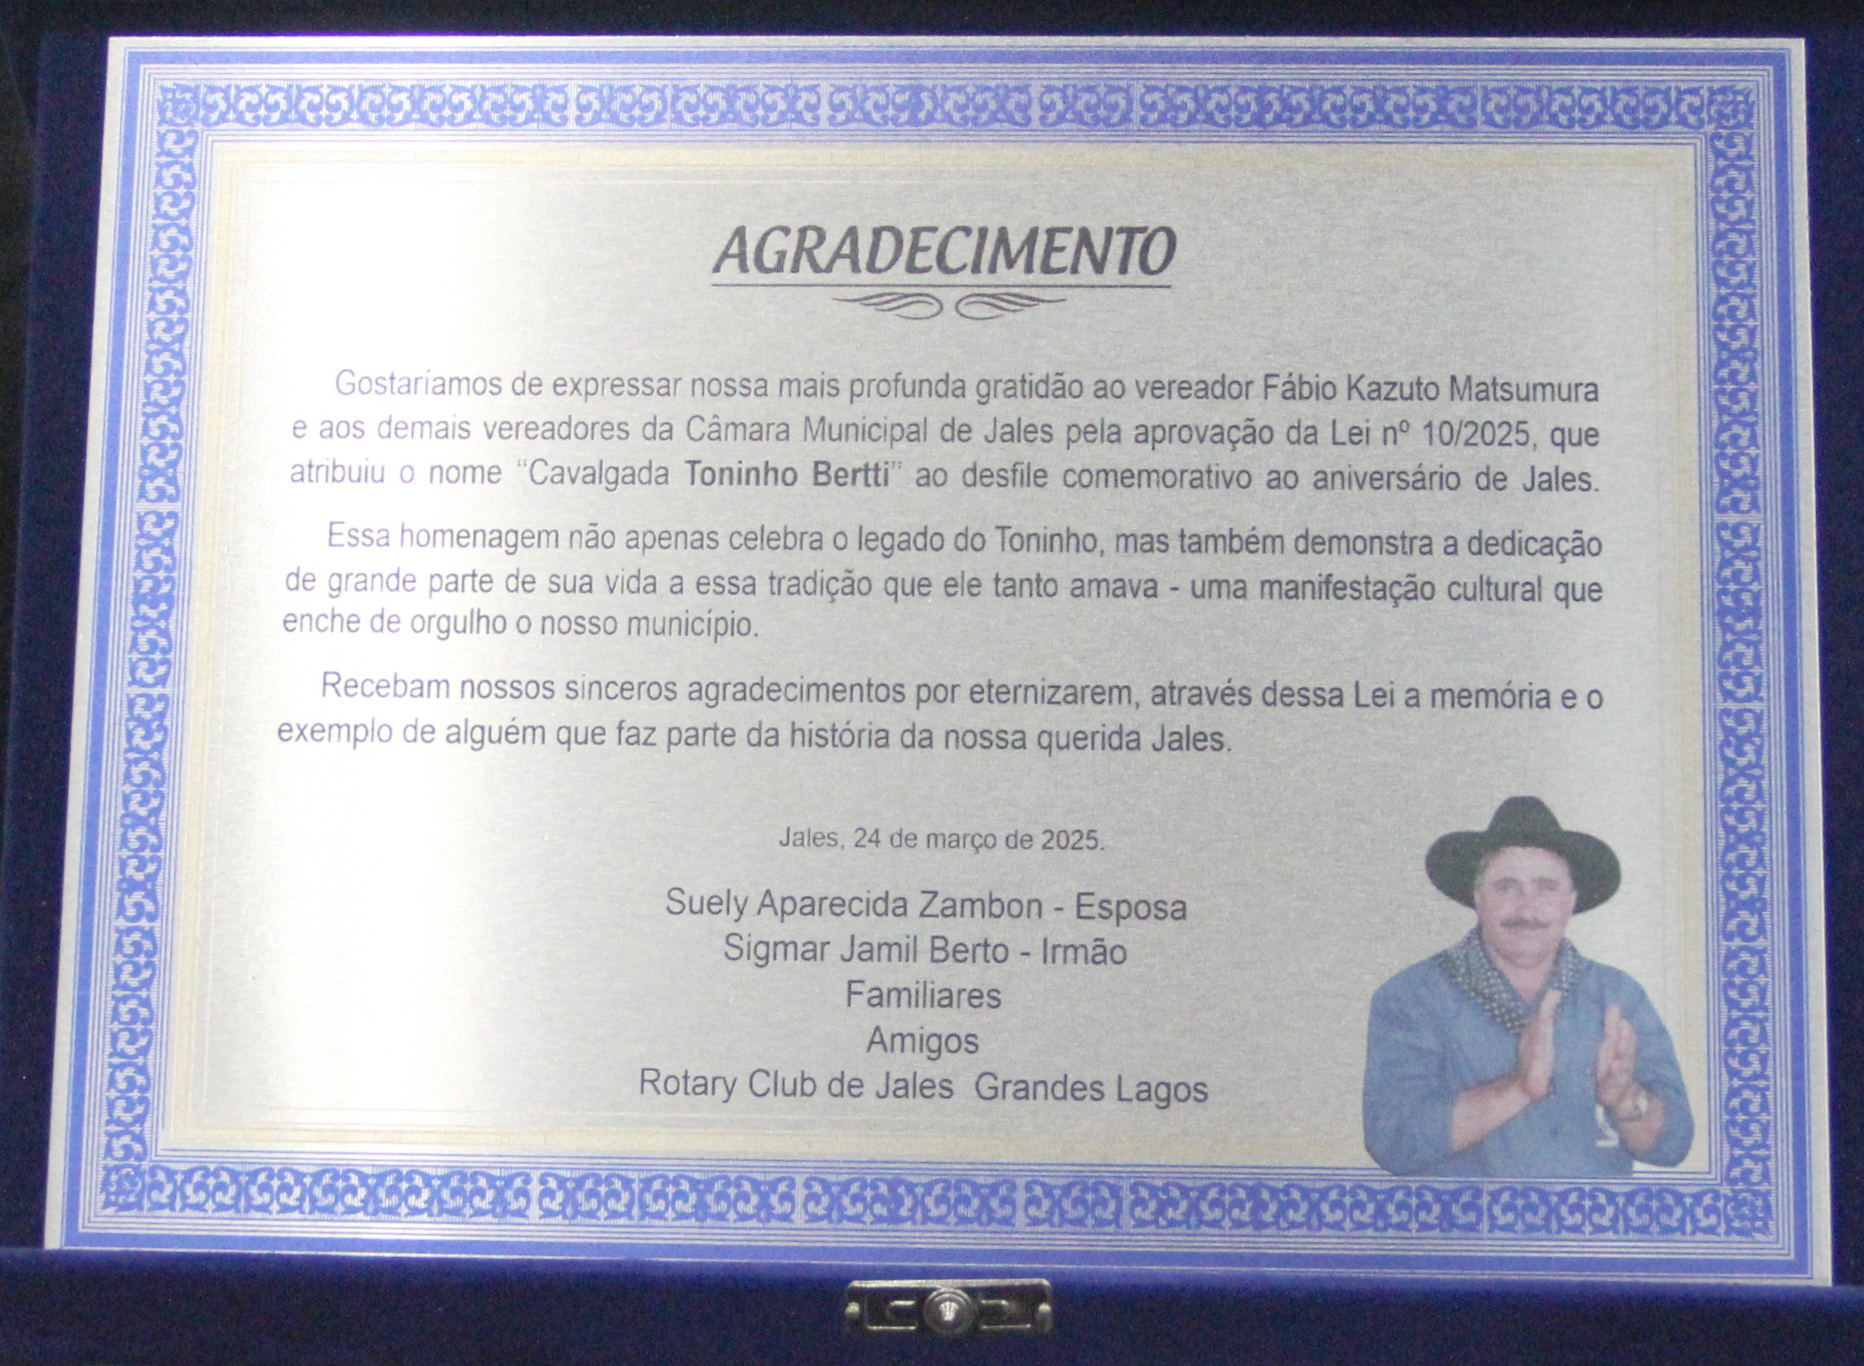 AGRADECIMENTO
Gostaríamos de expressar nossa mais profunda gratidão ao vereador Fábio Kazuto Matsumura
e aos demais vereadores da Câmara Municipal de Jales pela aprovação da Lei nº 10/2025, que
atribuiu o nome “Cavalgada Toninho Bertti” ao desfile comemorativo ao aniversário de Jales.
Essa homenagem não apenas celebra o legado do Toninho, mas também demonstra a dedicação
de grande parte de sua vida a essa tradição que ele tanto amava - uma manifestação cultural que
enche de orgulho o nosso município.
Recebam nossos sinceros agradecimentos por eternizarem, através dessa Lei a memória e o
exemplo de alguém que faz parte da história da nossa querida Jales.
Jales, 24 de março de 2025.
Suely Aparecida Zambon - Esposa
Sigmar Jamil Berto - Irmão
Familiares
Amigos
Rotary Club de Jales Grandes Lagos